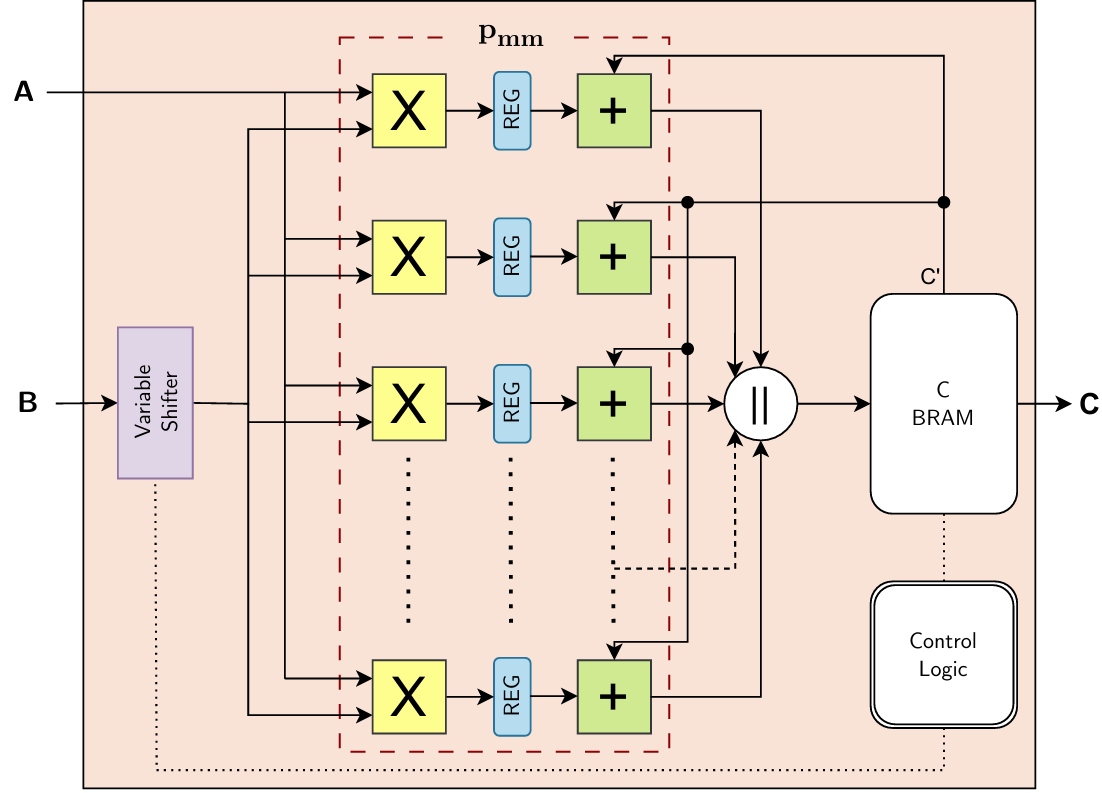 p_mm
A
X
REG
+
X
REG
+
C'
Variable
Shifter
B
X
REG
+
||
C
BRAM
C
X
REG
+
Control
Logic